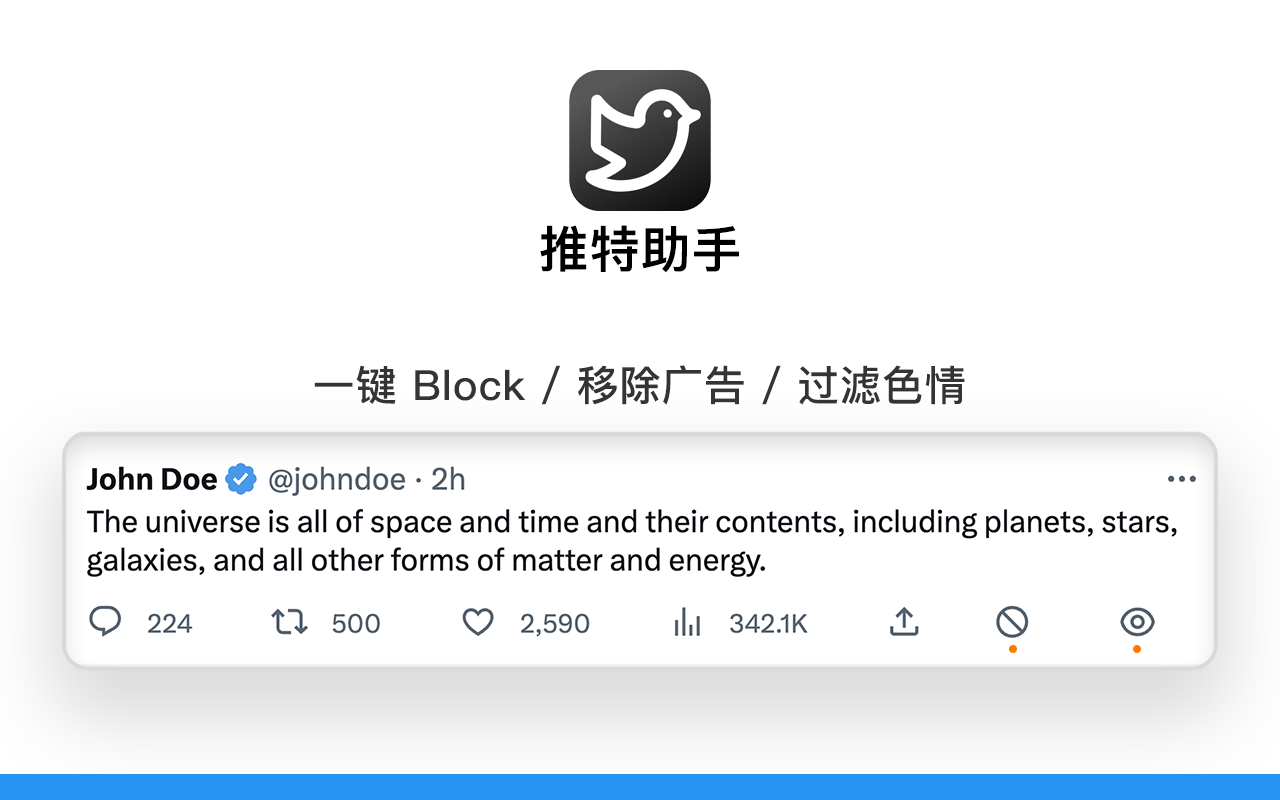 推特助手
一键 Block / 移除广告 / 过滤色情
John Doe @johndoe · 2h
The universe is all of space and time and their contents, including planets, stars,
galaxies, and all other forms of matter and energy.
224 500 2,590 342.1K